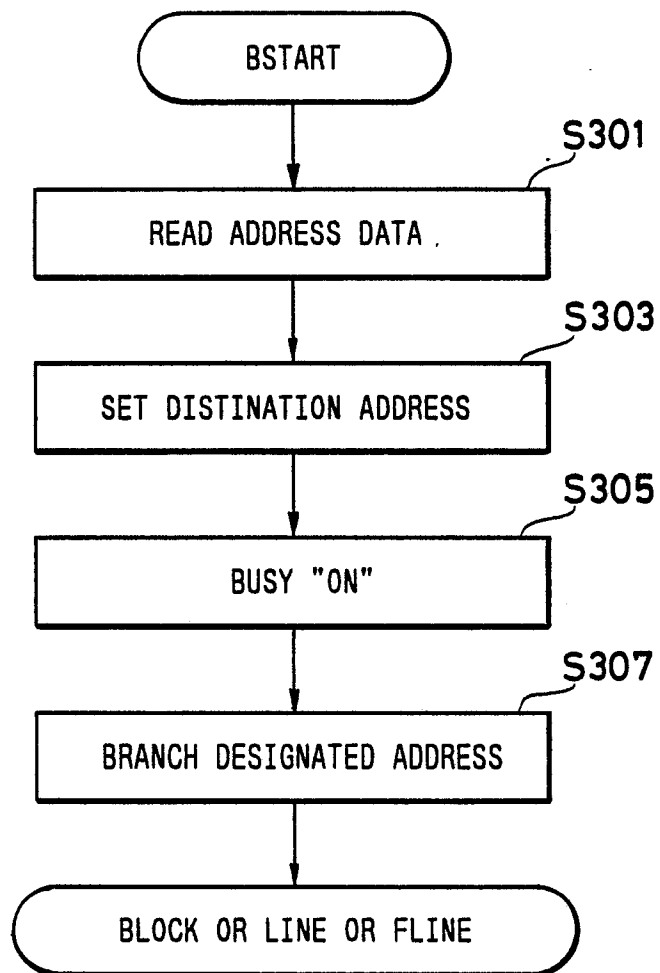 BSTART
S301
READ ADDRESS DATA
S303
SET DISTINATION ADDRESS
S305
BUSY "ON"
S307
BRANCH DESIGNATED ADDRESS
BLOCK OR LINE OR FLINE